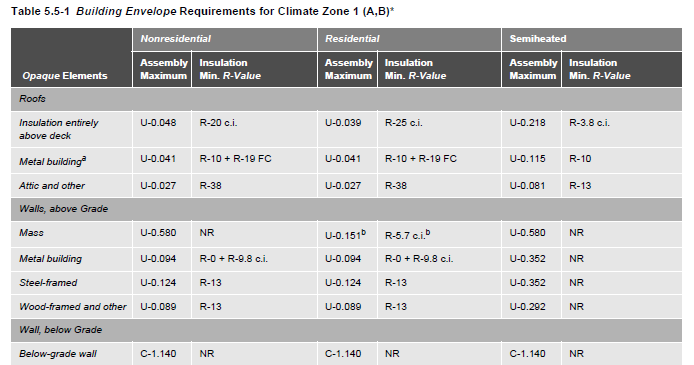 Table 5.5-1 Building Envelope Requirements for Climate Zone 1 (A,B)*
Nonresidential Residential Semiheated
Opaque Elements Assembly Maximum Insulation Min. R-Value Assembly Maximum Insulation Min. R-Value Assembly Maximum Insulation Min. R-Value
Roofs
Insulation entirely above deck U-0.048 R-20 c.i. U-0.039 R-25 c.i. U-0.218 R-3.8 c.i.
Metal buildinga U-0.041 R-10 + R-19 FC U-0.041 R-10 + R-19 FC U-0.115 R-10
Attic and other U-0.027 R-38 U-0.027 R-38 U-0.081 R-13
Walls, above Grade
Mass U-0.580 NR U-0.151b R-5.7 c.i.b U-0.580 NR
Metal building U-0.094 R-0 + R-9.8 c.i. U-0.094 R-0 + R-9.8 c.i. U-0.352 NR
Steel-framed U-0.124 R-13 U-0.124 R-13 U-0.352 NR
Wood-framed and other U-0.089 R-13 U-0.089 R-13 U-0.292 NR
Wall, below Grade
Below-grade wall C-1.140 NR C-1.140 NR C-1.140 NR